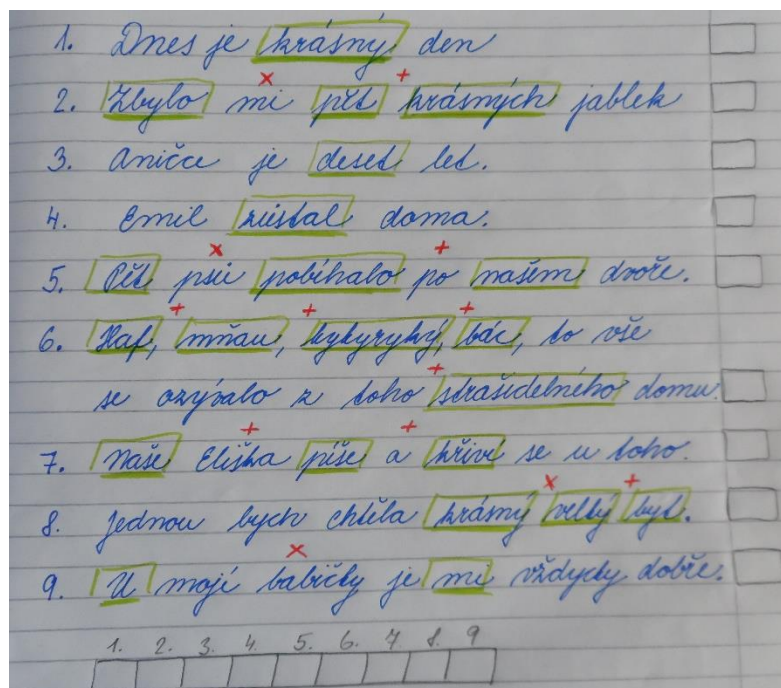 1. Dnes je krásný den
× +
2. Zbylo mi pět krásných jablek
3. Aničce je deset let.
4. Emil zůstal doma.
× +
5. Pět psů pobíhalo po našem dvoře.
+ + +
6. Haf, mňau, kykyryký, bác, to vše
+
se ozývalo z toho strašidelného domu.
+ +
7. Naše Eliška píše a křiví se u toho.
× +
8. Jednou bych chtěla krásný velký byt.
×
9. U mojí babičky je mi vždycky dobře.
1. 2. 3. 4. 5. 6. 7. 8. 9